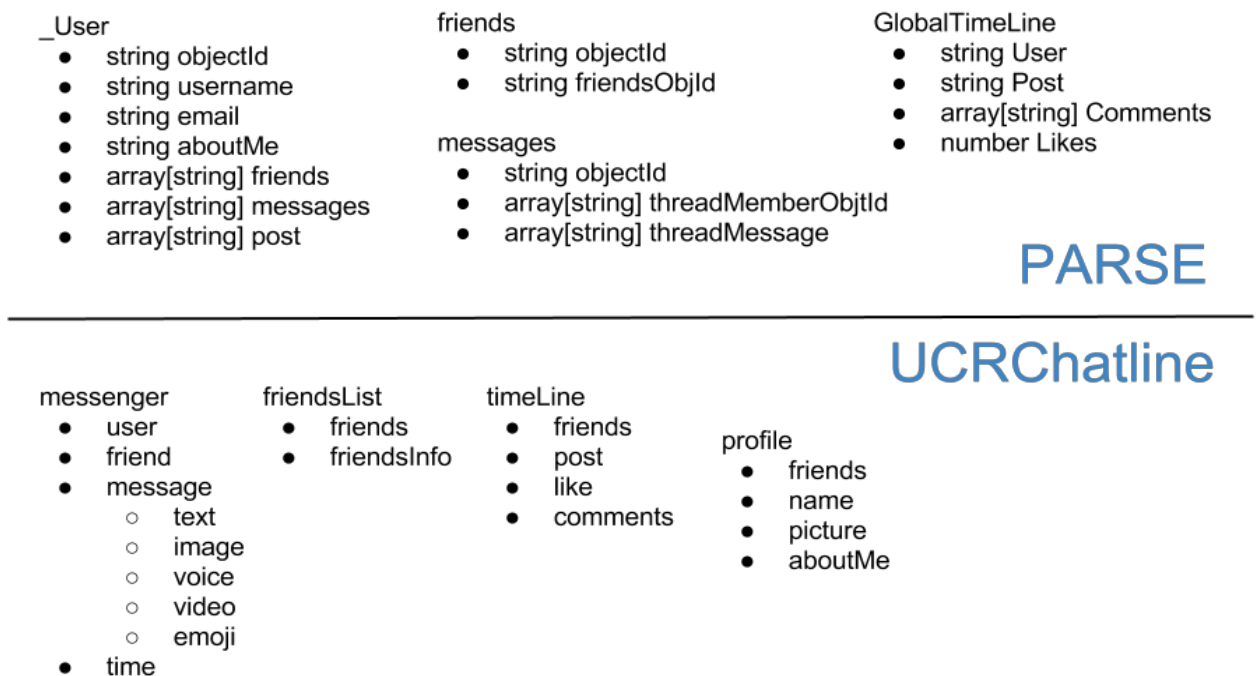 _User
● string objectId
● string username
● string email
● string aboutMe
● array[string] friends
● array[string] messages
● array[string] post
friends
● string objectId
● string friendsObjId
messages
● string objectId
● array[string] threadMemberObjtId
● array[string] threadMessage
GlobalTimeLine
● string User
● string Post
● array[string] Comments
● number Likes
PARSE
UCRChatline
messenger
● user
● friend
● message
○ text
○ image
○ voice
○ video
○ emoji
● time
friendsList
● friends
● friendsInfo
timeLine
● friends
● post
● like
● comments
profile
● friends
● name
● picture
● aboutMe